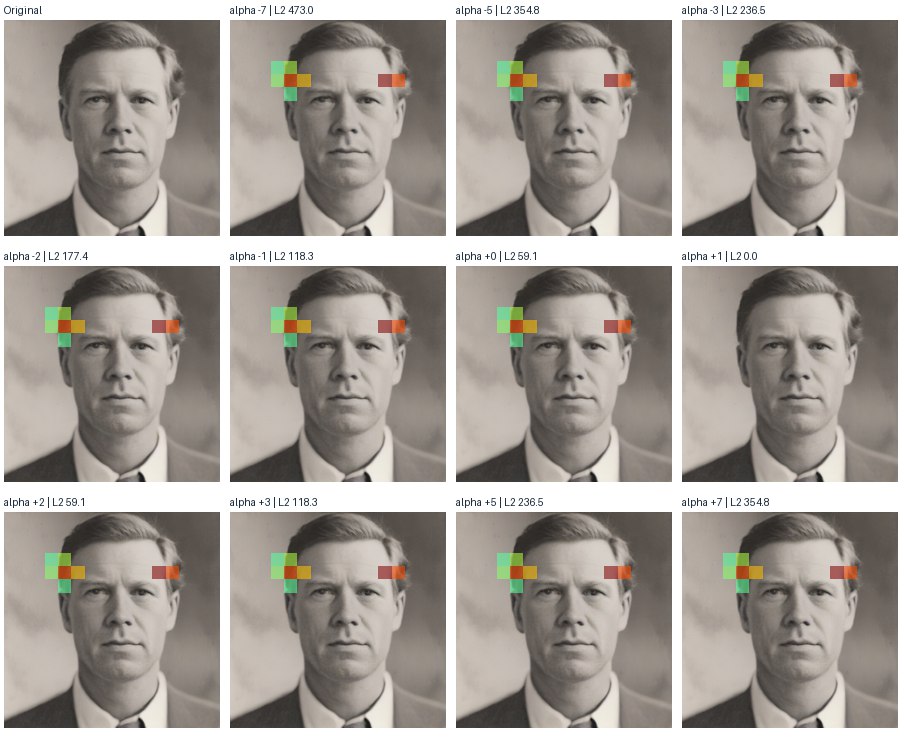 Original
alpha -7 | L2 473.0
alpha -5 | L2 354.8
alpha -3 | L2 236.5
alpha -2 | L2 177.4
alpha -1 | L2 118.3
alpha +0 | L2 59.1
alpha +1 | L2 0.0
alpha +2 | L2 59.1
alpha +3 | L2 118.3
alpha +5 | L2 236.5
alpha +7 | L2 354.8